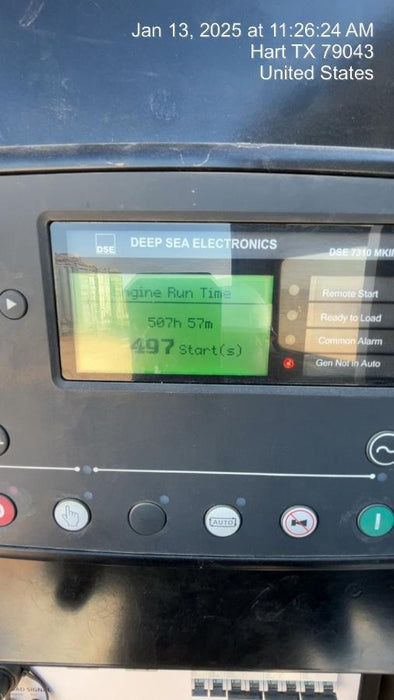 Jan 13, 2025 at 11:26:24 AM
Hart TX 79043
United States
DSE
DEEP SEA ELECTRONICS
DSE 7310 MKII
Engine Run Time
507h 57m
497 Start(s)
Remote Start
Ready to Load
Common Alarm
Gen Not in Auto
AUTO